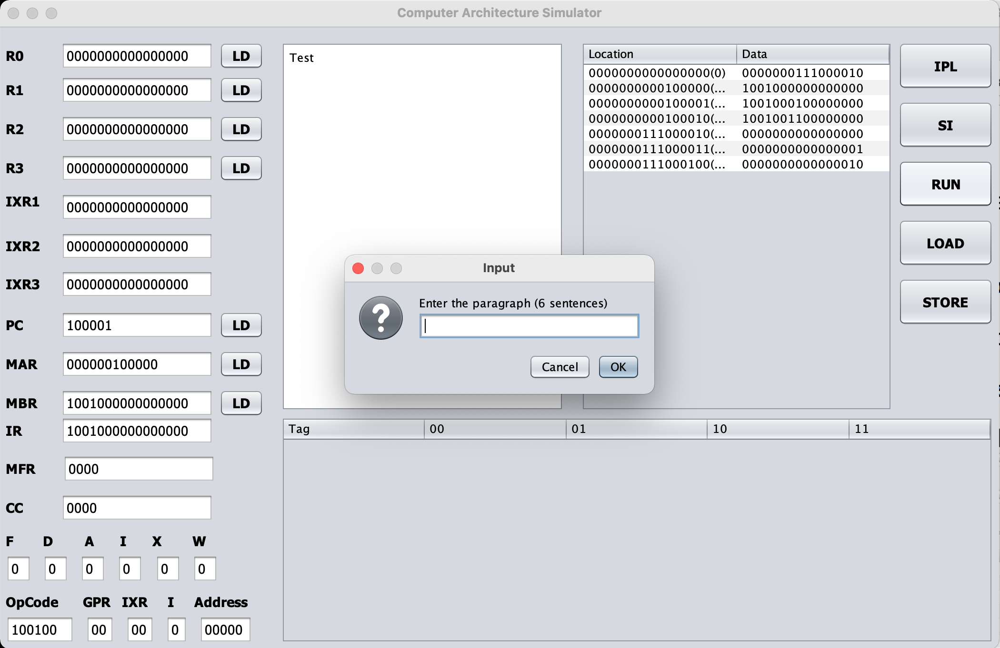 Computer Architecture Simulator
R0 0000000000000000 LD
R1 0000000000000000 LD
R2 0000000000000000 LD
R3 0000000000000000 LD
IXR1 0000000000000000
IXR2 0000000000000000
IXR3 0000000000000000
PC 100001 LD
MAR 000000100000 LD
MBR 1001000000000000 LD
IR 1001000000000000
MFR 0000
CC 0000
F D A I X W
0 0 0 0 0 0
OpCode GPR IXR I Address
100100 00 00 0 00000
Test
Location Data
0000000000000000(0) 0000000111000010
0000000000100000(... 1001000000000000
0000000000100001(... 1001000100000000
0000000000100010(... 1001001100000000
0000000111000010(... 0000000000000000
0000000111000011(... 0000000000000001
0000000111000100(... 0000000000000010
IPL
SI
RUN
LOAD
STORE
Input
Enter the paragraph (6 sentences)
Cancel OK
Tag 00 01 10 11